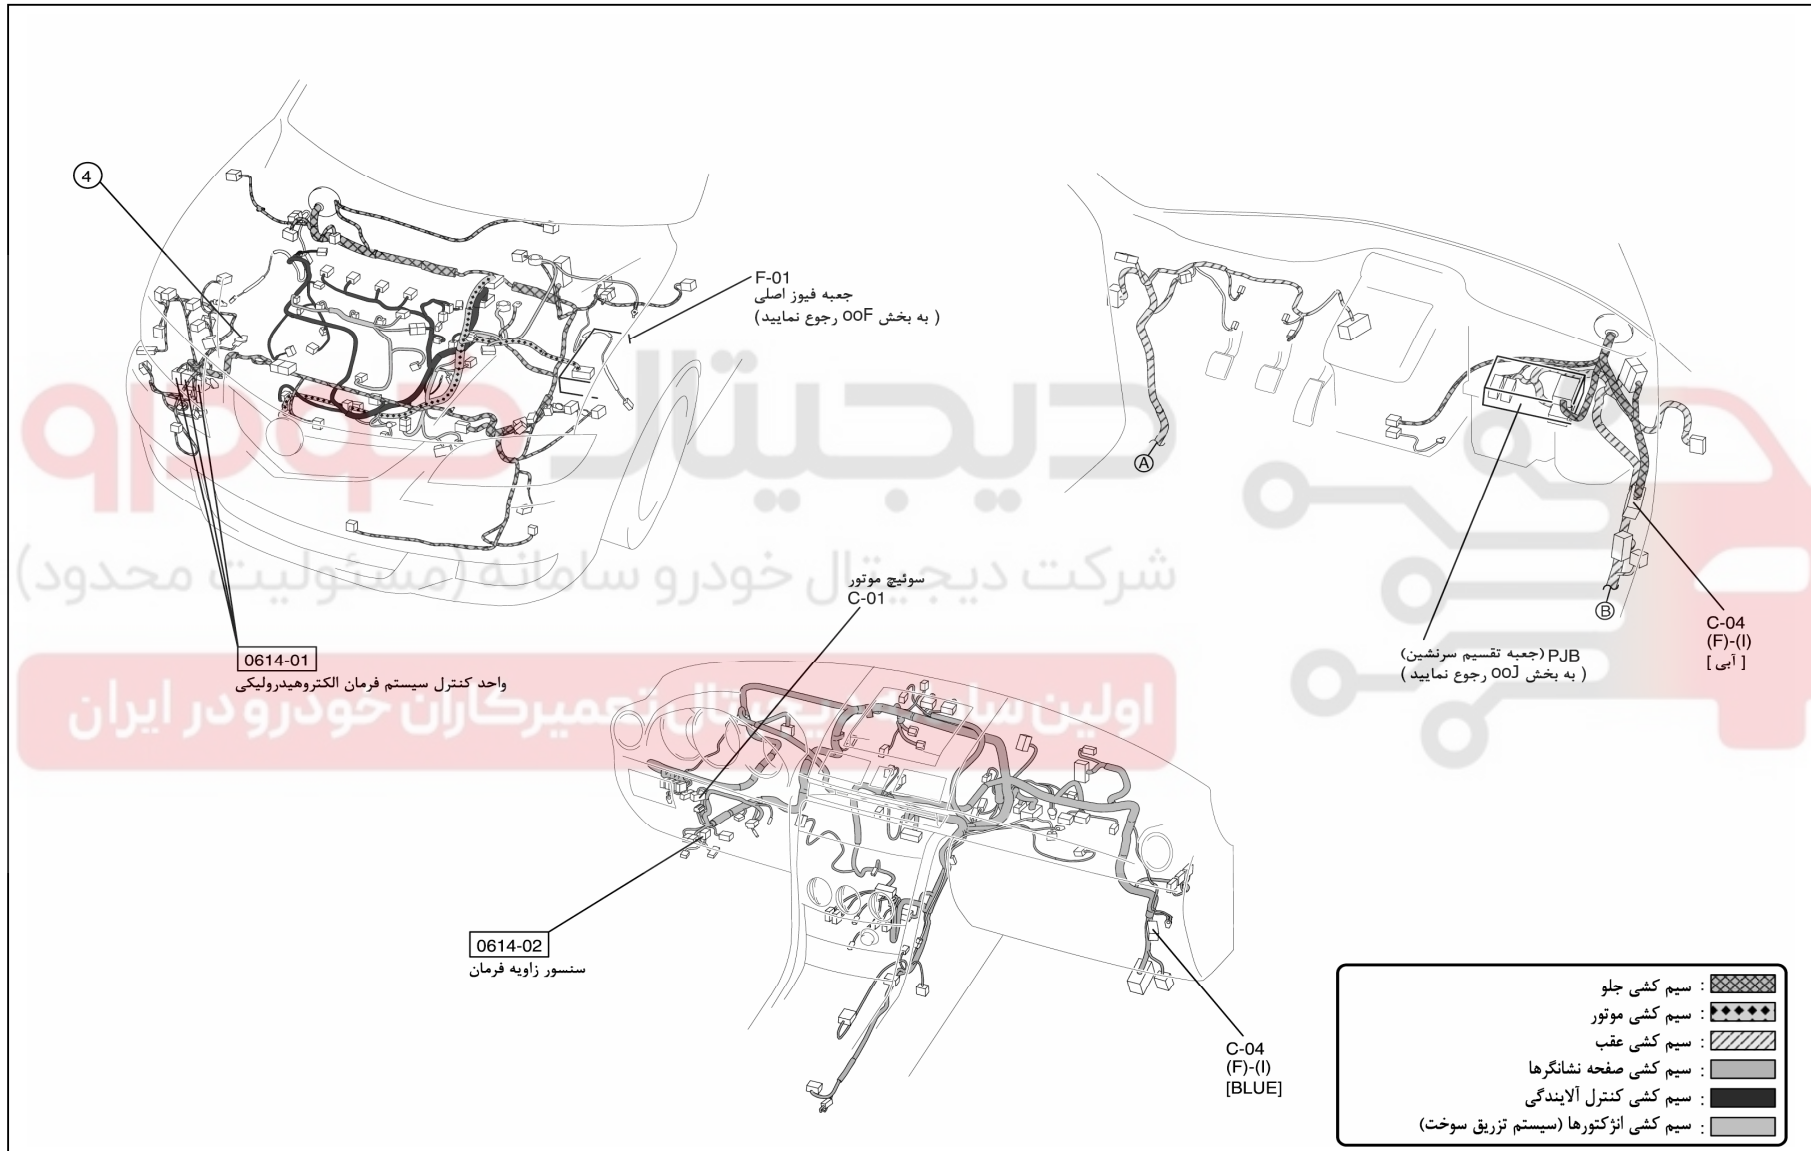 4
F-01
جعبه فیوز اصلی
( به بخش ooF رجوع نمایید)
دیجیتال خودرو
شرکت دیجیتال خودرو سامانه (مسئولیت محدود)
اولین سامانه دیجیتال تعمیرکاران خودرو در ایران
A
B
C-04
(F)-(I)
[ آبی ]
PJB (جعبه تقسیم سرنشین)
( به بخش ooJ رجوع نمایید )
سوئیچ موتور
C-01
0614-01
واحد کنترل سیستم فرمان الکتروهیدرولیکی
0614-02
سنسور زاویه فرمان
C-04
(F)-(I)
[BLUE]
: سیم کشی جلو
: سیم کشی موتور
: سیم کشی عقب
: سیم کشی صفحه نشانگرها
: سیم کشی کنترل آلایندگی
: سیم کشی انژکتورها (سیستم تزریق سوخت)